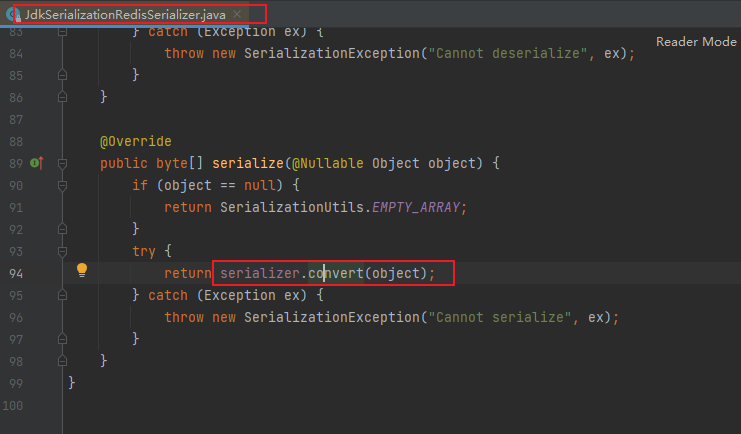 JdkSerializationRedisSerializer.java ×
Reader Mode
83 } catch (Exception ex) {
84 throw new SerializationException("Cannot deserialize", ex);
85 }
86 }
87
88 @Override
89 public byte[] serialize(@Nullable Object object) {
90 if (object == null) {
91 return SerializationUtils.EMPTY_ARRAY;
92 }
93 try {
94 return serializer.convert(object);
95 } catch (Exception ex) {
96 throw new SerializationException("Cannot serialize", ex);
97 }
98 }
99 }
100